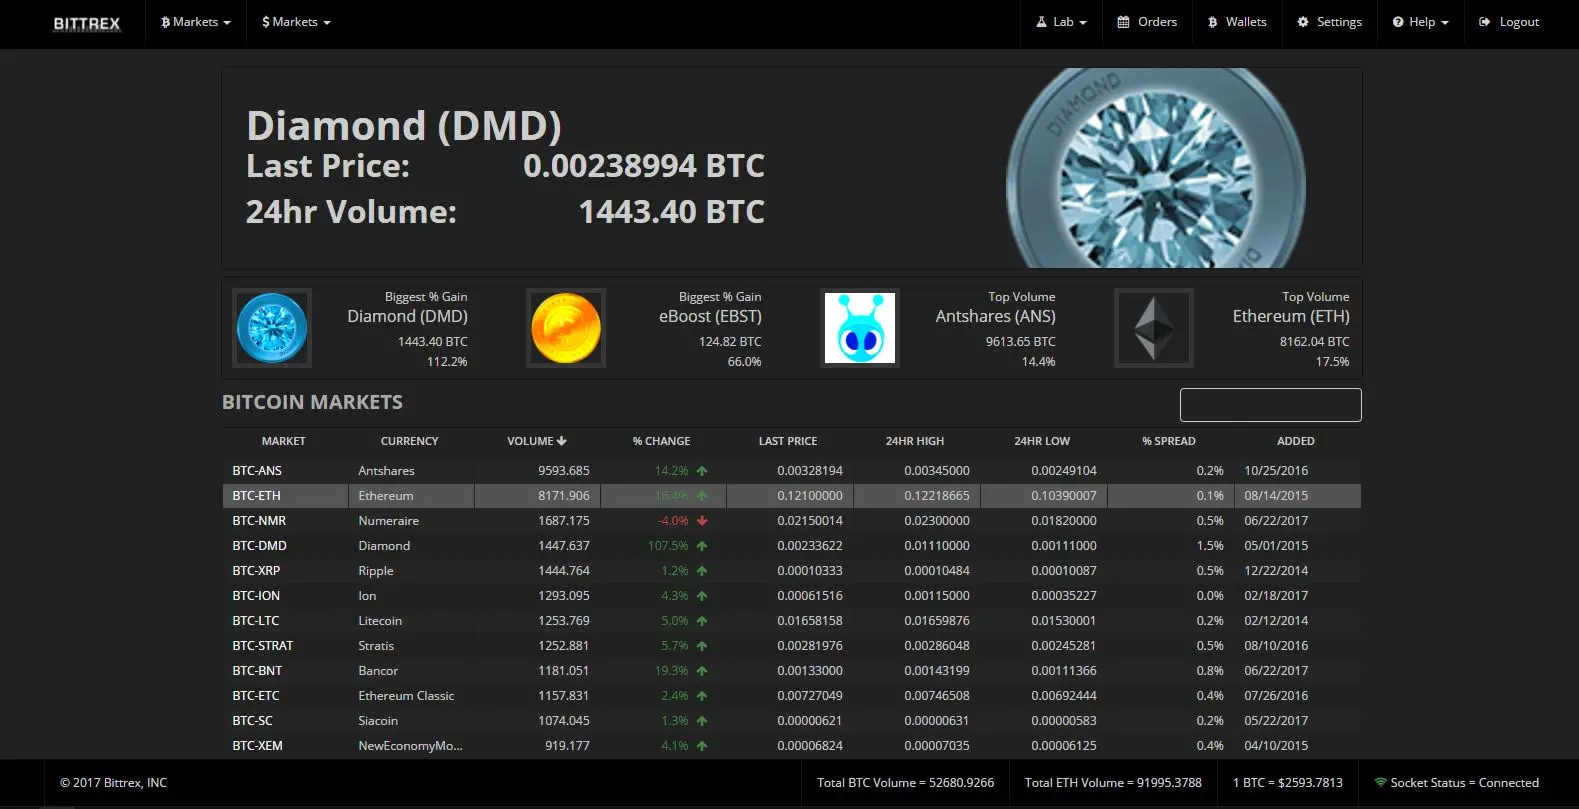 BITTREX Markets $ Markets Lab Orders Wallets Settings Help Logout
DIAMOND
Diamond (DMD)
Last Price: 0.00238994 BTC
24hr Volume: 1443.40 BTC
Biggest % Gain
Diamond (DMD)
1443.40 BTC
112.2%
Biggest % Gain
eBoost (EBST)
124.82 BTC
66.0%
Top Volume
Antshares (ANS)
9613.65 BTC
14.4%
Top Volume
Ethereum (ETH)
8162.04 BTC
17.5%
BITCOIN MARKETS
MARKET CURRENCY VOLUME % CHANGE LAST PRICE 24HR HIGH 24HR LOW % SPREAD ADDED
BTC-ANS Antshares 9593.685 14.2% 0.00328194 0.00345000 0.00249104 0.2% 10/25/2016
BTC-ETH Ethereum 8171.906 16.4% 0.12100000 0.12218665 0.10390007 0.1% 08/14/2015
BTC-NMR Numeraire 1687.175 -4.0% 0.02150014 0.02300000 0.01820000 0.5% 06/22/2017
BTC-DMD Diamond 1447.637 107.5% 0.00233622 0.01110000 0.00111000 1.5% 05/01/2015
BTC-XRP Ripple 1444.764 1.2% 0.00010333 0.00010484 0.00010087 0.5% 12/22/2014
BTC-ION Ion 1293.095 4.3% 0.00061516 0.00115000 0.00035227 0.0% 02/18/2017
BTC-LTC Litecoin 1253.769 5.0% 0.01658158 0.01659876 0.01530001 0.2% 02/12/2014
BTC-STRAT Stratis 1252.881 5.7% 0.00281976 0.00286048 0.00245281 0.5% 08/10/2016
BTC-BNT Bancor 1181.051 19.3% 0.00133000 0.00143199 0.00111366 0.8% 06/22/2017
BTC-ETC Ethereum Classic 1157.831 2.4% 0.00727049 0.00746508 0.00692444 0.4% 07/26/2016
BTC-SC Siacoin 1074.045 1.3% 0.00000621 0.00000631 0.00000583 0.2% 05/22/2017
BTC-XEM NewEconomyMo... 919.177 4.1% 0.00006824 0.00007035 0.00006125 0.4% 04/10/2015
© 2017 Bittrex, INC Total BTC Volume = 52680.9266 Total ETH Volume = 91995.3788 1 BTC = $2593.7813 Socket Status = Connected